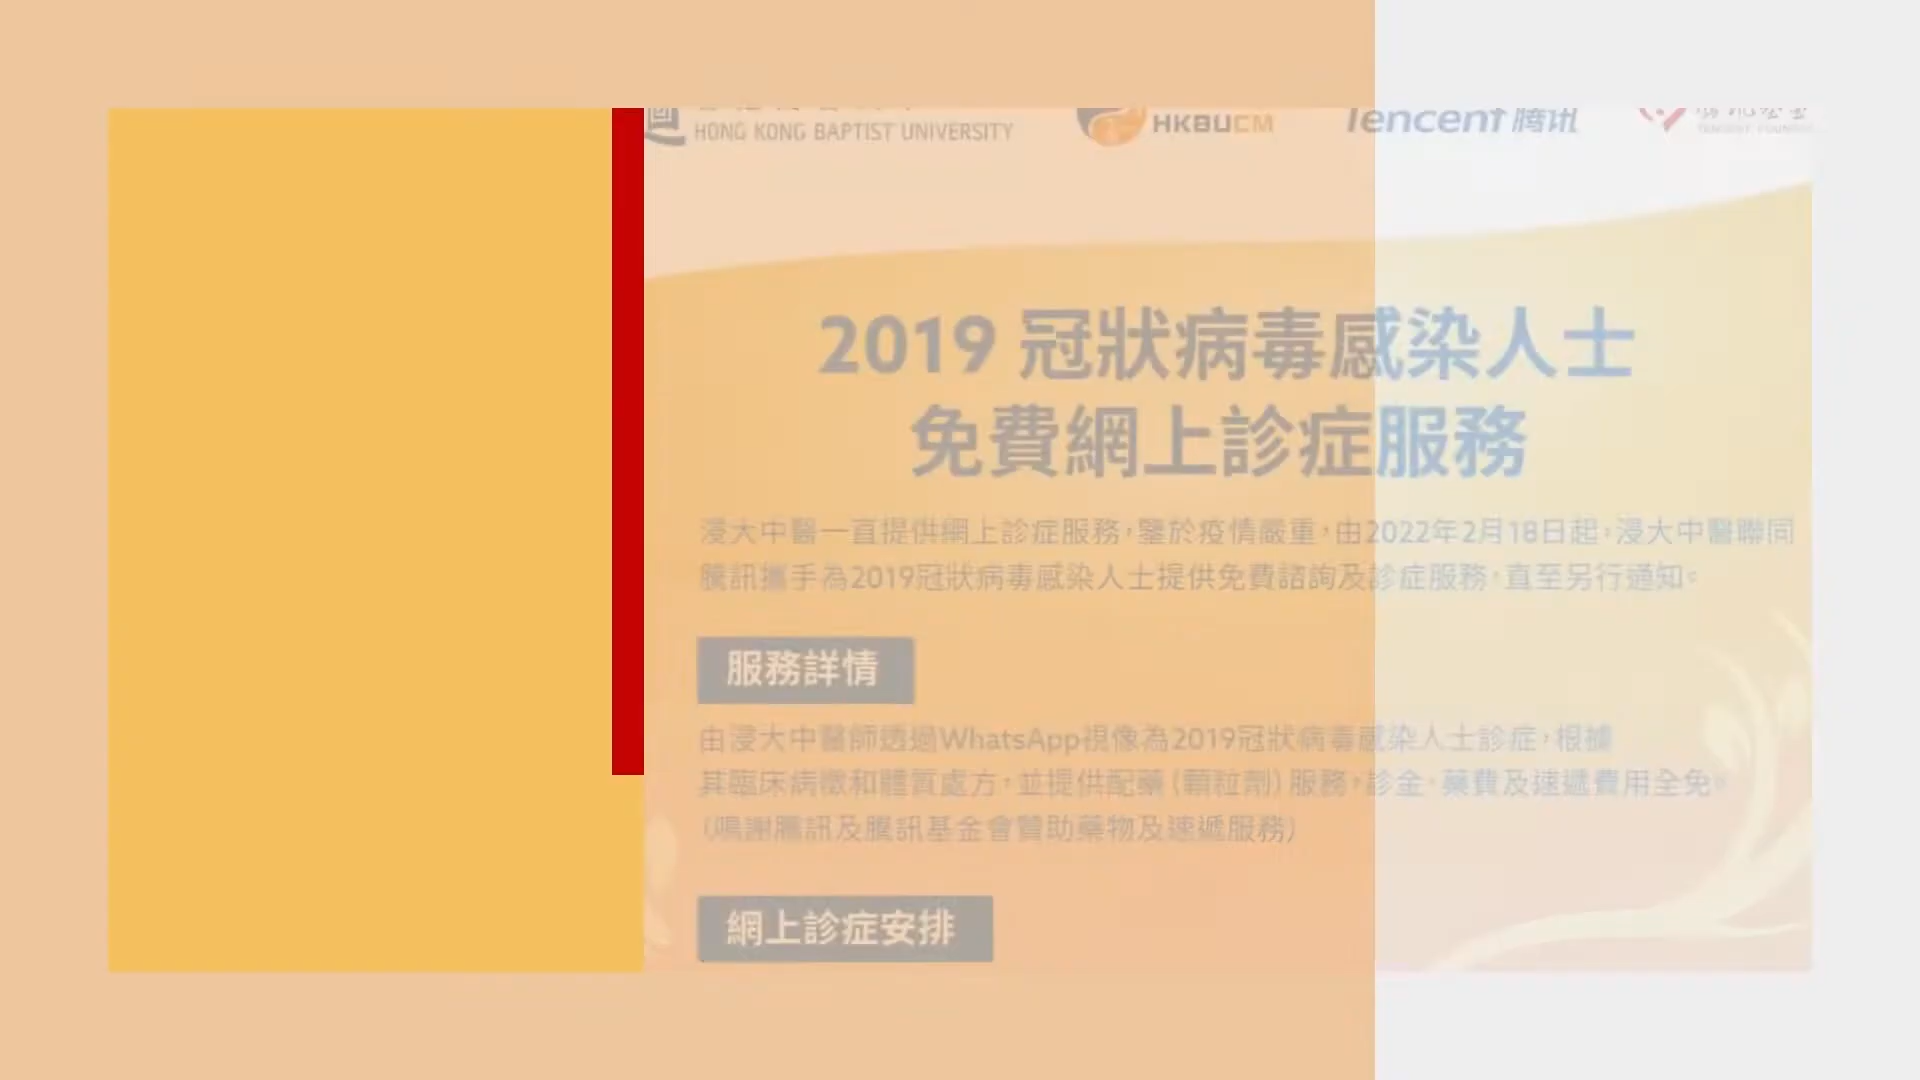 HONG KONG BAPTIST UNIVERSITY
HKBUCM
Tencent 腾讯
2019 冠狀病毒感染人士
免費網上診症服務
浸大中醫一直提供網上診症服務，鑒於疫情嚴重，由2022年2月18日起，浸大中醫聯同
騰訊攜手為2019冠狀病毒感染人士提供免費諮詢及診症服務，直至另行通知。
服務詳情
由浸大中醫師透過WhatsApp視像為2019冠狀病毒感染人士診症，根據
其臨床病徵和體質處方，並提供配藥（顆粒劑）服務，診金、藥費及速遞費用全免。
（鳴謝騰訊及騰訊基金會贊助藥物及速遞服務）
網上診症安排